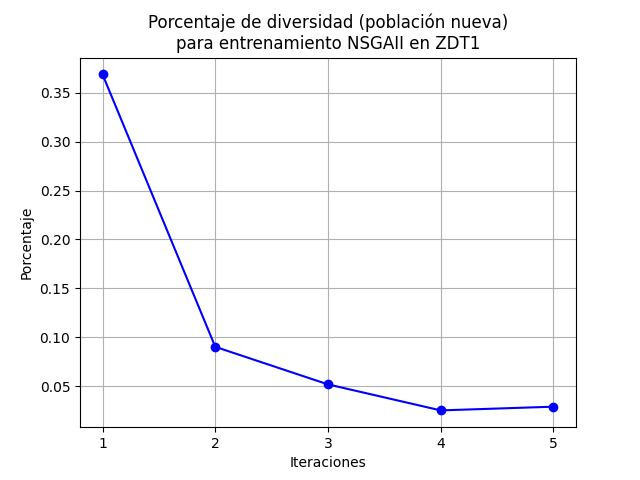 Porcentaje de diversidad (población nueva)
para entrenamiento NSGAII en ZDT1
0.35
0.30
0.25
0.20
0.15
0.10
0.05
Porcentaje
1 2 3 4 5
Iteraciones